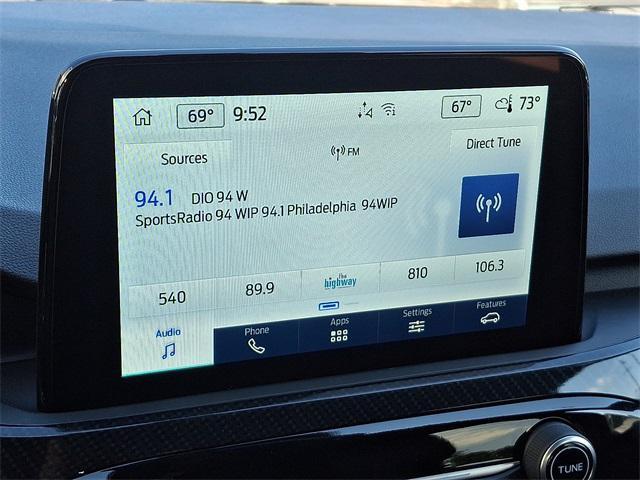 69° 9:52 67° 73°
Sources FM Direct Tune
94.1 DIO 94 W
SportsRadio 94 WIP 94.1 Philadelphia 94WIP
540 89.9 The highway 810 106.3
Audio Phone Apps Settings Features
TUNE